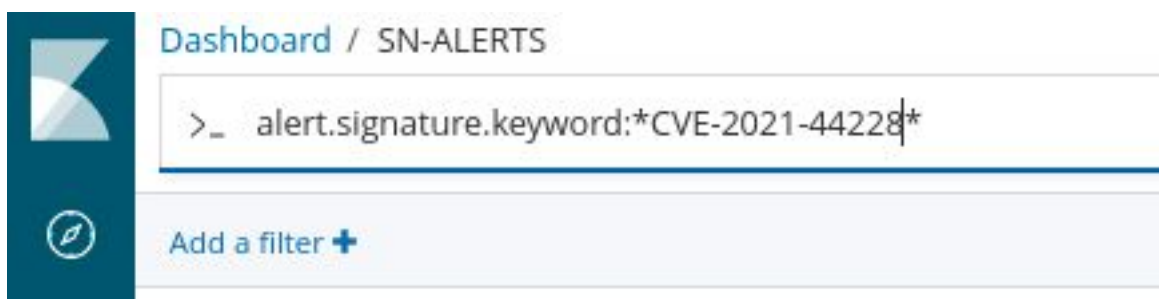 Dashboard / SN-ALERTS
>_ alert.signature.keyword:*CVE-2021-44228*
Add a filter +